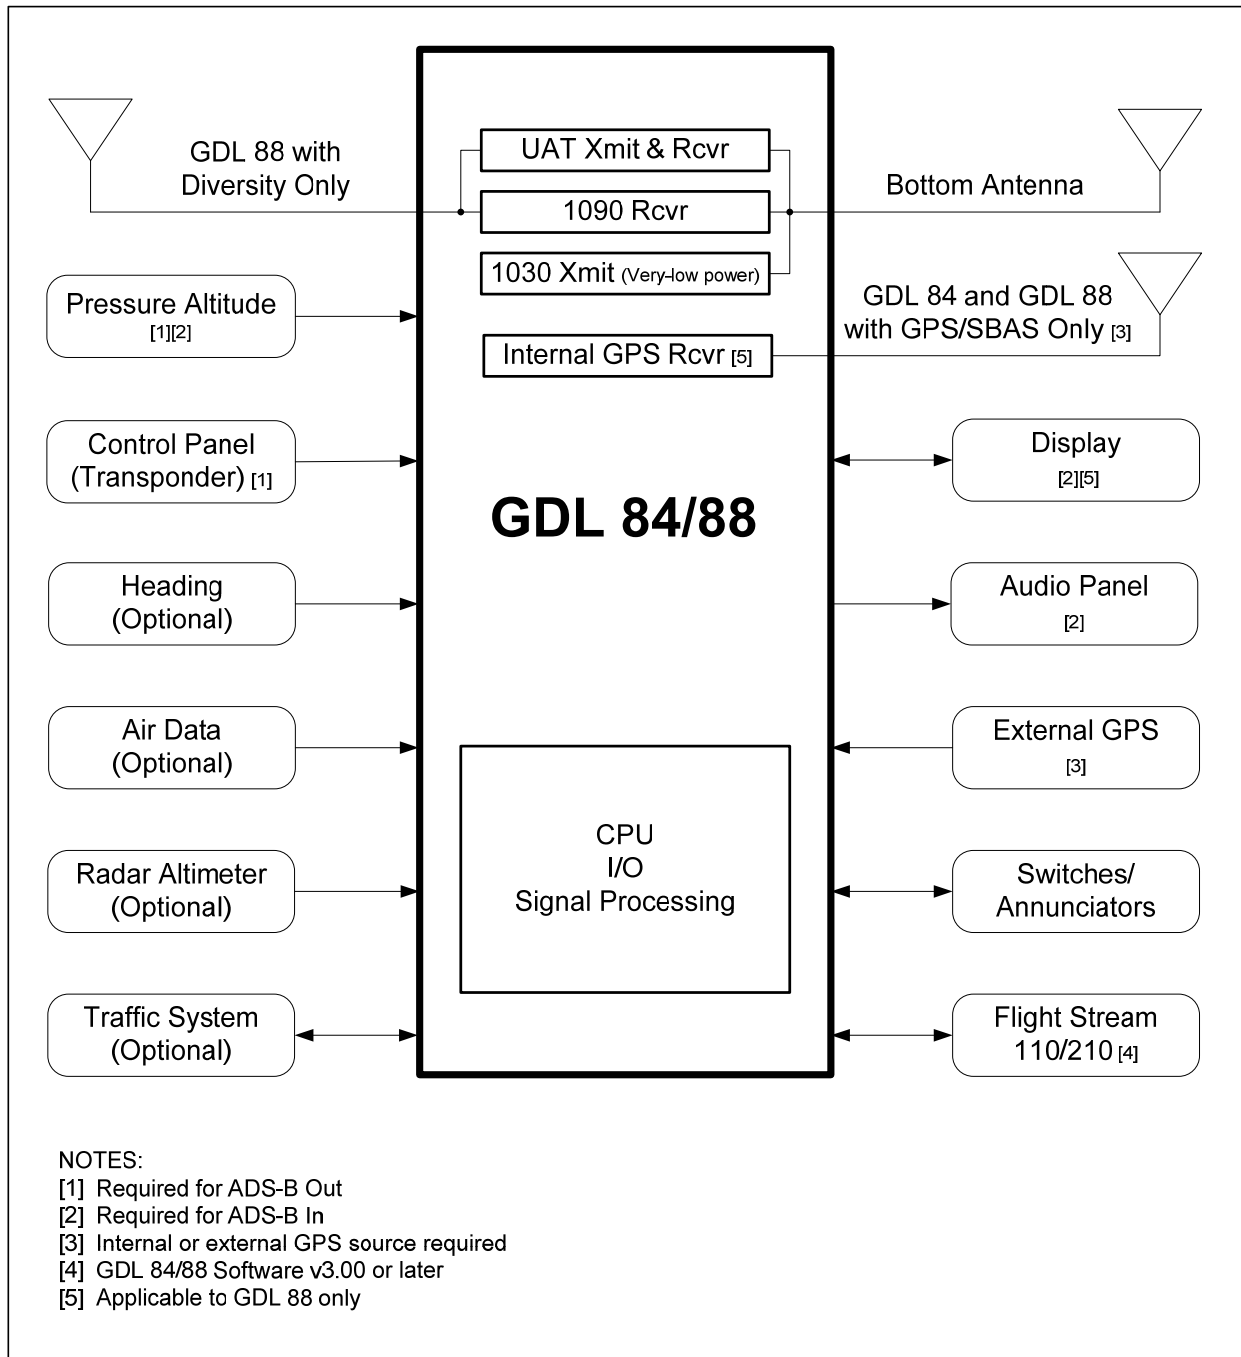 GDL 88 with
Diversity Only
UAT Xmit & Rcvr
1090 Rcvr
1030 Xmit (Very-low power)
Internal GPS Rcvr [5]
Bottom Antenna
GDL 84 and GDL 88
with GPS/SBAS Only [3]
Pressure Altitude
[1][2]
Control Panel
(Transponder) [1]
Heading
(Optional)
Air Data
(Optional)
Radar Altimeter
(Optional)
Traffic System
(Optional)
GDL 84/88
CPU
I/O
Signal Processing
Display
[2][5]
Audio Panel
[2]
External GPS
[3]
Switches/
Annunciators
Flight Stream
110/210 [4]
NOTES:
[1] Required for ADS-B Out
[2] Required for ADS-B In
[3] Internal or external GPS source required
[4] GDL 84/88 Software v3.00 or later
[5] Applicable to GDL 88 only